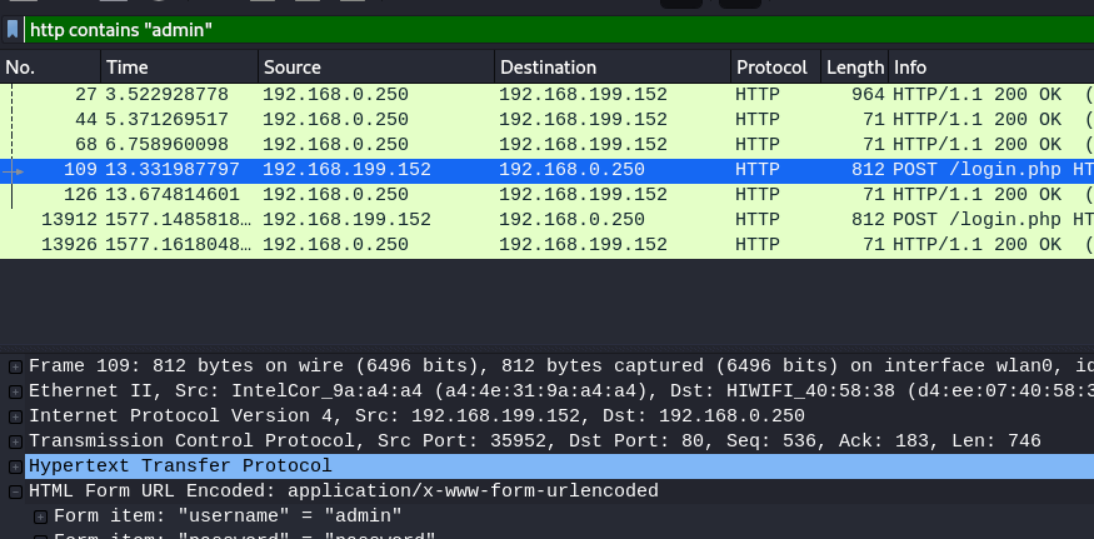 http contains "admin"
No. Time Source Destination Protocol Length Info
27 3.522928778 192.168.0.250 192.168.199.152 HTTP 964 HTTP/1.1 200 OK (
44 5.371269517 192.168.0.250 192.168.199.152 HTTP 71 HTTP/1.1 200 OK (
68 6.758960098 192.168.0.250 192.168.199.152 HTTP 71 HTTP/1.1 200 OK (
109 13.331987797 192.168.199.152 192.168.0.250 HTTP 812 POST /login.php HT
126 13.674814601 192.168.0.250 192.168.199.152 HTTP 71 HTTP/1.1 200 OK (
13912 1577.1485818… 192.168.199.152 192.168.0.250 HTTP 812 POST /login.php HT
13926 1577.1618048… 192.168.0.250 192.168.199.152 HTTP 71 HTTP/1.1 200 OK (
Frame 109: 812 bytes on wire (6496 bits), 812 bytes captured (6496 bits) on interface wlan0, id
Ethernet II, Src: IntelCor_9a:a4:a4 (a4:4e:31:9a:a4:a4), Dst: HIWIFI_40:58:38 (d4:ee:07:40:58:3
Internet Protocol Version 4, Src: 192.168.199.152, Dst: 192.168.0.250
Transmission Control Protocol, Src Port: 35952, Dst Port: 80, Seq: 536, Ack: 183, Len: 746
Hypertext Transfer Protocol
HTML Form URL Encoded: application/x-www-form-urlencoded
Form item: "username" = "admin"
Form item: "password" = "password"